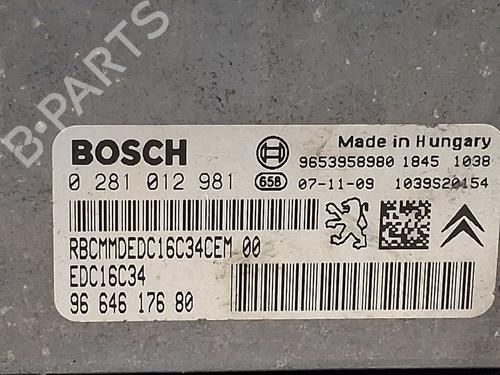 B-PARTS
BOSCH
Made in Hungary
9653958980 1845 1038
0 281 012 981
658
07-11-09 1039S20154
RBCMMDEDC16C34CEM 00
EDC16C34
96 646 176 80